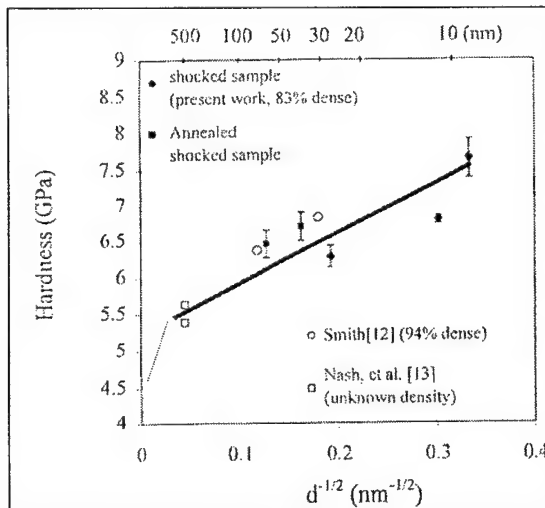 500 100 50 30 20 10 (nm)
9
8.5
8
7.5
7
6.5
6
5.5
5
4.5
4
Hardness (GPa)
shocked sample
(present work, 83% dense)
Annealed
shocked sample
Smith[12] (94% dense)
Nash, et al. [13]
(unknown density)
0 0.1 0.2 0.3 0.4
d-1/2 (nm-1/2)